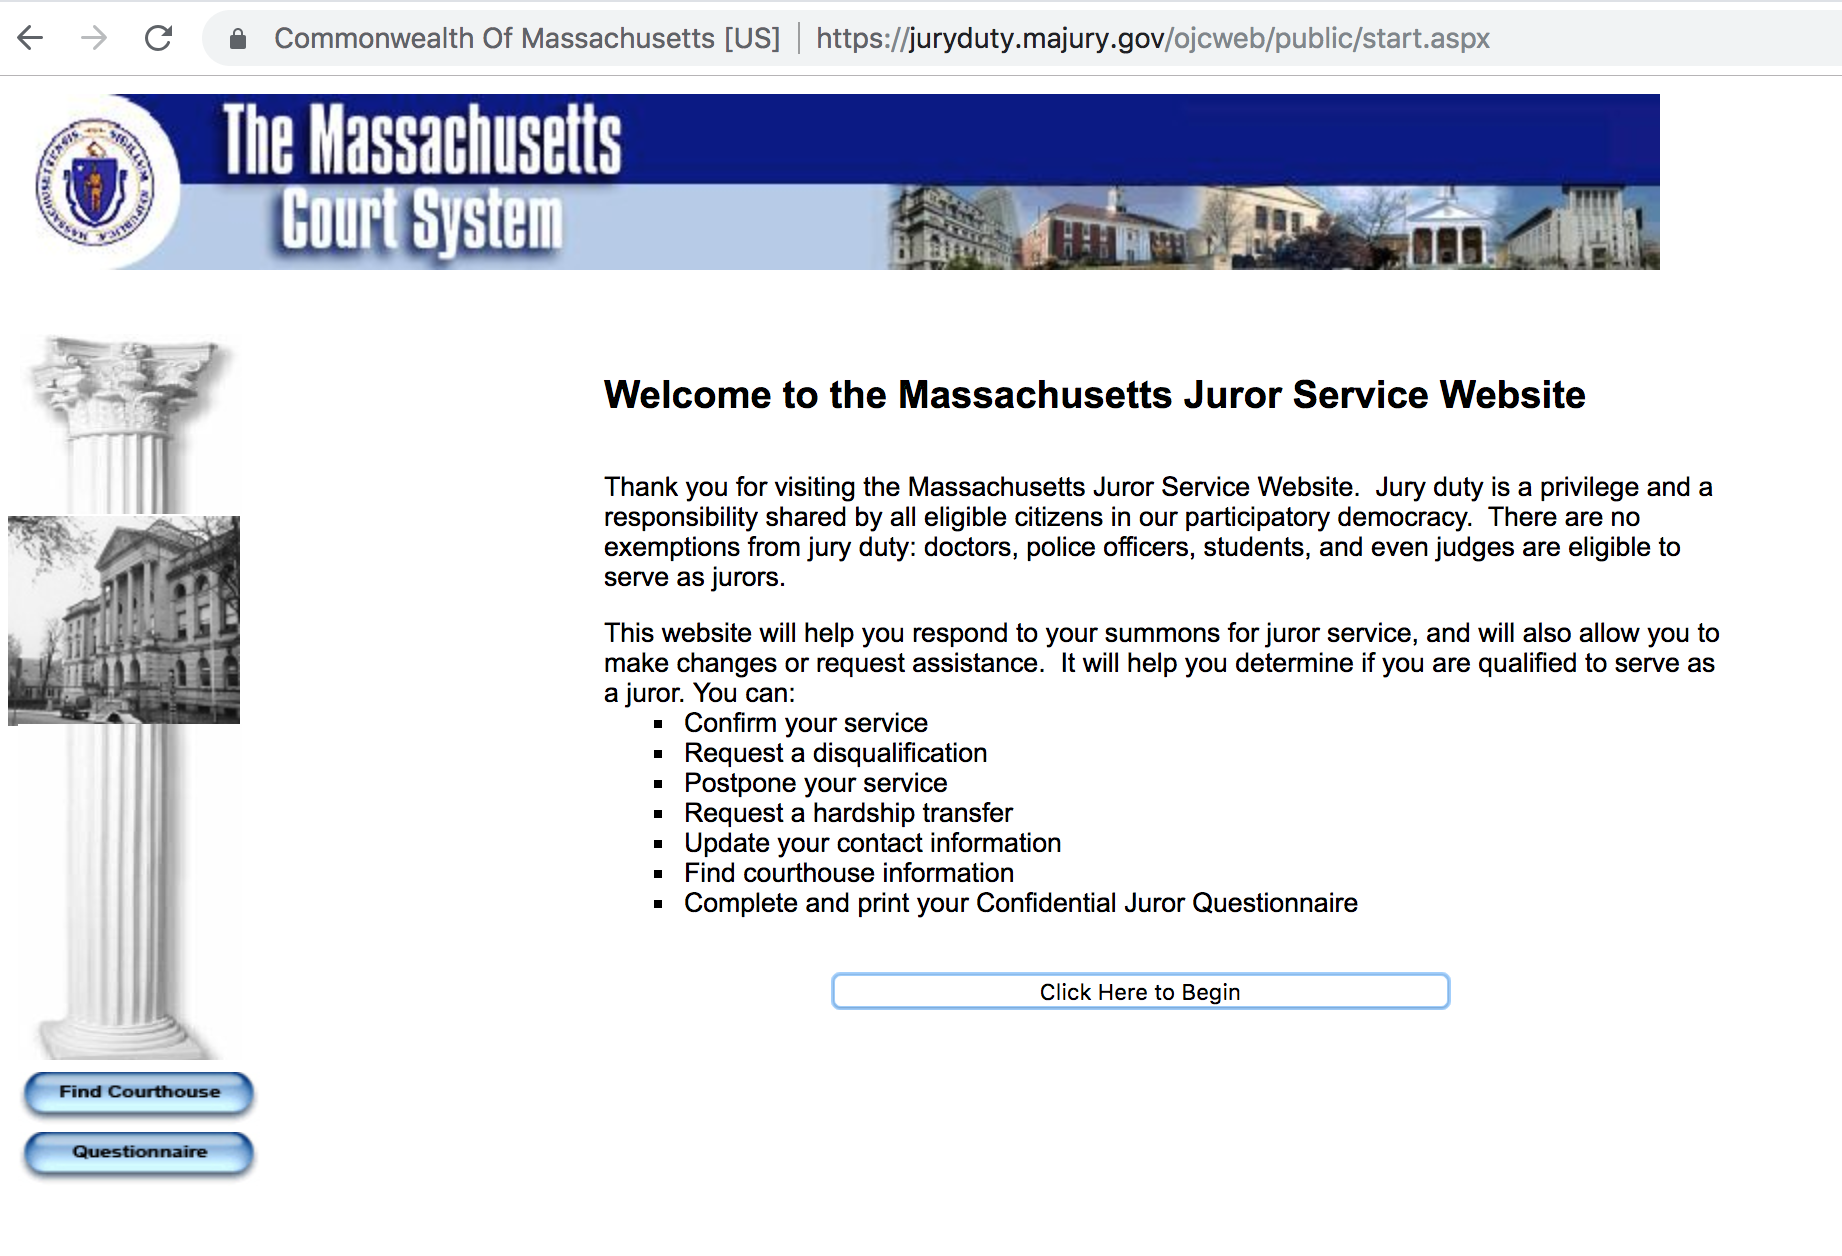 Commonwealth Of Massachusetts [US] | https://juryduty.majury.gov/ojcweb/public/start.aspx
The Massachusetts
Court System
Welcome to the Massachusetts Juror Service Website
Thank you for visiting the Massachusetts Juror Service Website.  Jury duty is a privilege and a
responsibility shared by all eligible citizens in our participatory democracy.  There are no
exemptions from jury duty: doctors, police officers, students, and even judges are eligible to
serve as jurors.
This website will help you respond to your summons for juror service, and will also allow you to
make changes or request assistance.  It will help you determine if you are qualified to serve as
a juror. You can:
▪ Confirm your service
▪ Request a disqualification
▪ Postpone your service
▪ Request a hardship transfer
▪ Update your contact information
▪ Find courthouse information
▪ Complete and print your Confidential Juror Questionnaire
Click Here to Begin
Find Courthouse
Questionnaire